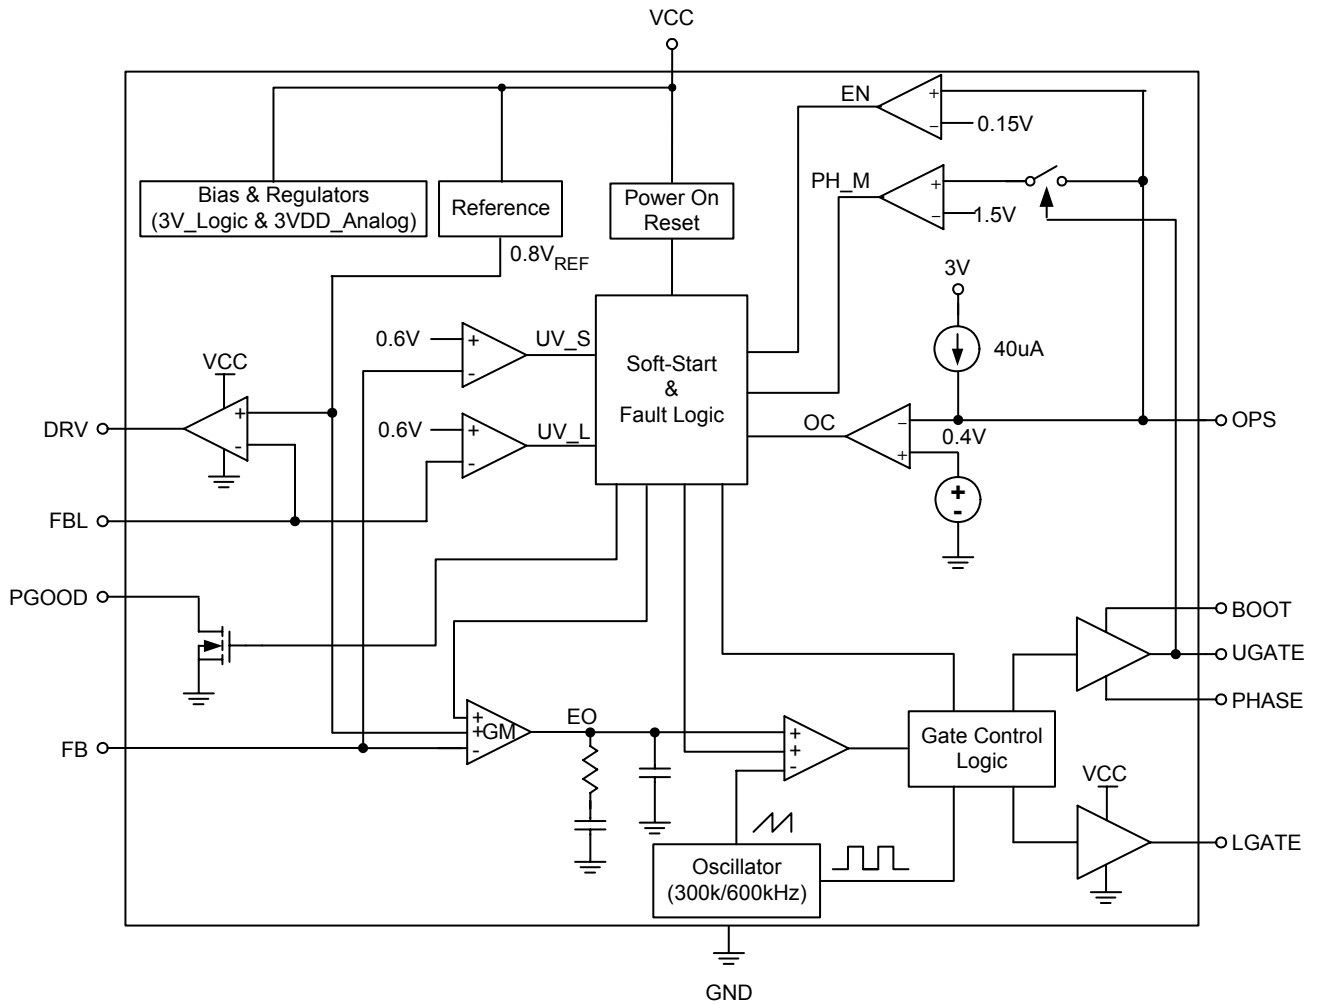 VCC
EN
+
−
0.15V
PH_M
+
−
1.5V
Bias & Regulators
(3V_Logic & 3VDD_Analog)
Reference
Power On
Reset
0.8VREF
3V
40uA
0.6V
+
-
UV_S
Soft-Start
&
Fault Logic
VCC
DRV
+
-
0.6V
+
-
UV_L
OC
−
+
0.4V
OPS
+
-
FBL
PGOOD
BOOT
UGATE
PHASE
FB
+
+
-
GM
EO
+
+
-
Gate Control
Logic
VCC
LGATE
Oscillator
(300k/600kHz)
GND